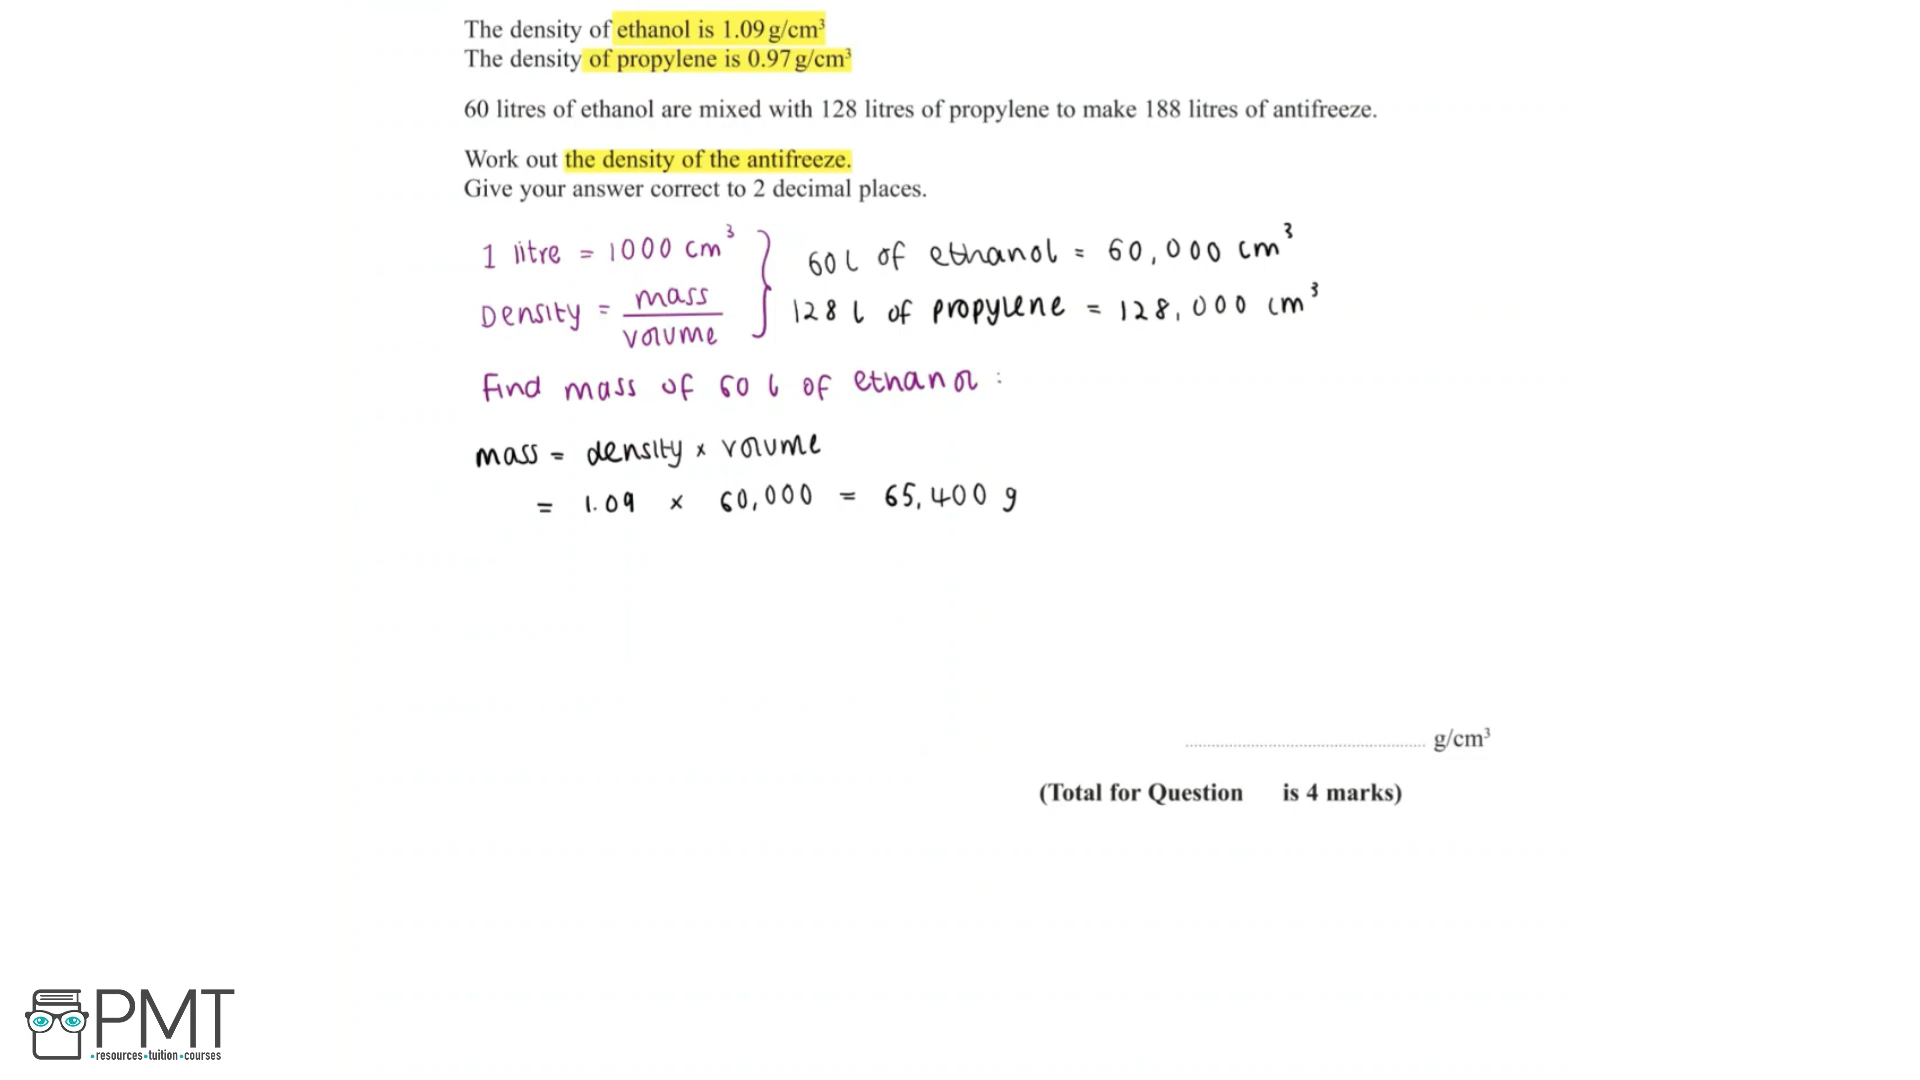 The density of ethanol is 1.09 g/cm³
The density of propylene is 0.97 g/cm³
60 litres of ethanol are mixed with 128 litres of propylene to make 188 litres of antifreeze.
Work out the density of the antifreeze.
Give your answer correct to 2 decimal places.
1 litre = 1000 cm³
Density = mass / volume
60 l of ethanol = 60,000 cm³
128 l of propylene = 128,000 cm³
Find mass of 60 l of ethanol :
mass = density × volume
= 1.09 × 60,000 = 65,400 g
g/cm³
(Total for Question is 4 marks)
PMT
•resources•tuition•courses